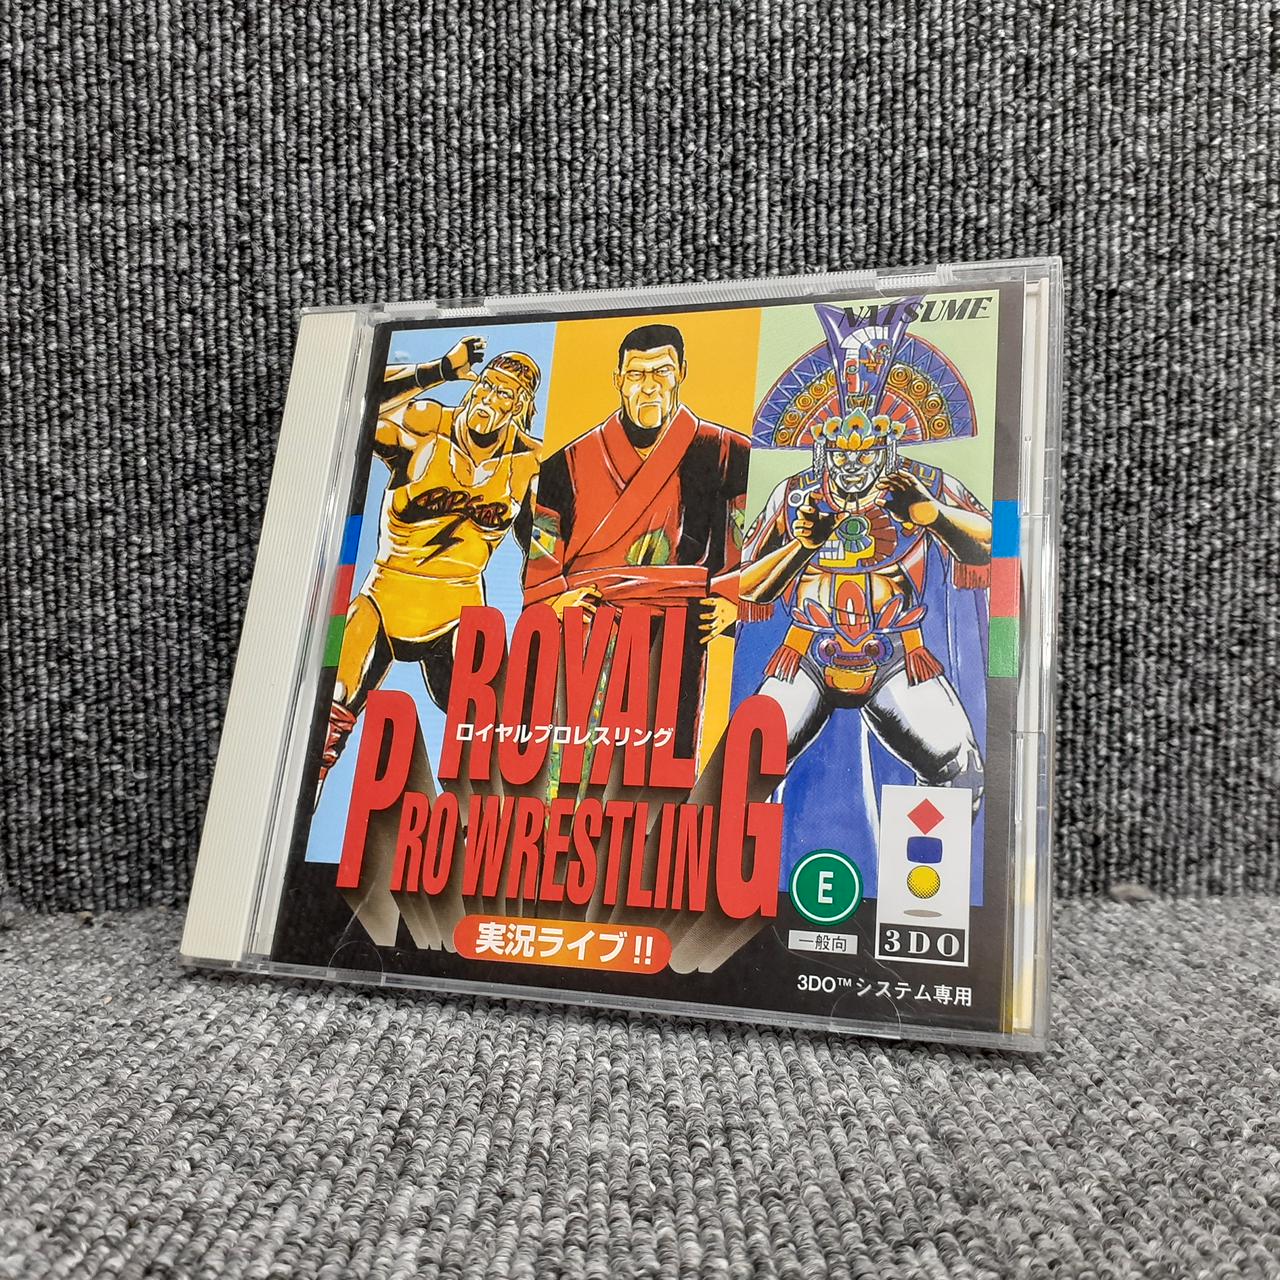 NATSUME
RIPSTAR
ROYAL
ロイヤルプロレスリング
PRO WRESTLING
実況ライブ!!
E
一般向
3DO
3DO™システム専用